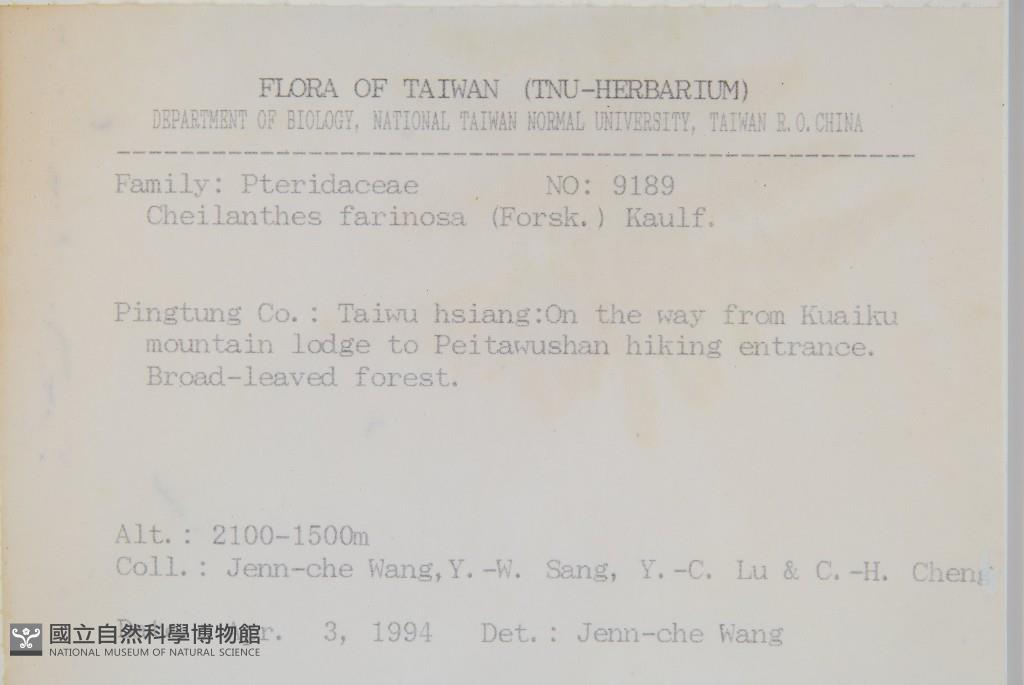 FLORA OF TAIWAN (TNU-HERBARIUM)
DEPARTMENT OF BIOLOGY, NATIONAL TAIWAN NORMAL UNIVERSITY, TAIWAN R.O.CHINA
Family: Pteridaceae NO: 9189
Cheilanthes farinosa (Forsk.) Kaulf.
Pingtung Co.: Taiwu hsiang:On the way from Kuaiku
mountain lodge to Peitawushan hiking entrance.
Broad-leaved forest.
Alt.: 2100-1500m
Coll.: Jenn-che Wang,Y.-W. Sang, Y.-C. Lu & C.-H. Cheng
3, 1994 Det.: Jenn-che Wang
國立自然科學博物館
NATIONAL MUSEUM OF NATURAL SCIENCE